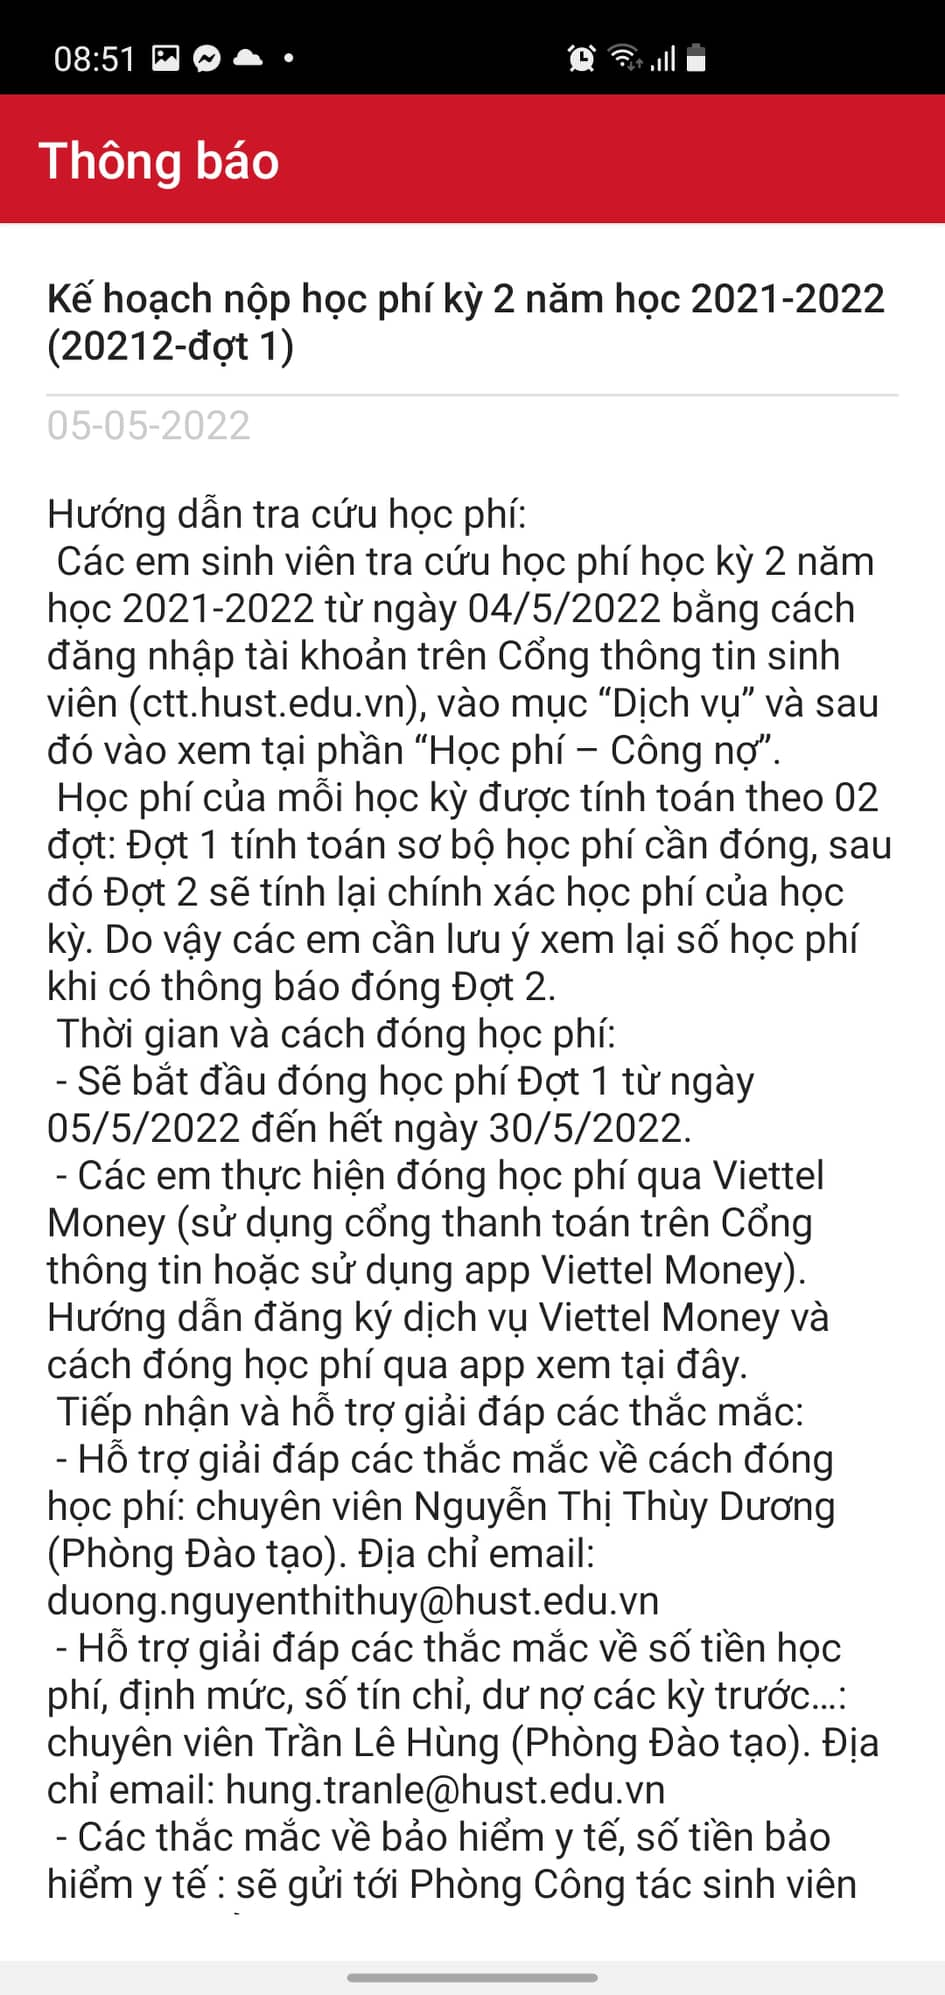 08:51
Thông báo
Kế hoạch nộp học phí kỳ 2 năm học 2021-2022
(20212-đợt 1)
05-05-2022
Hướng dẫn tra cứu học phí:
Các em sinh viên tra cứu học phí học kỳ 2 năm
học 2021-2022 từ ngày 04/5/2022 bằng cách
đăng nhập tài khoản trên Cổng thông tin sinh
viên (ctt.hust.edu.vn), vào mục “Dịch vụ” và sau
đó vào xem tại phần “Học phí – Công nợ”.
Học phí của mỗi học kỳ được tính toán theo 02
đợt: Đợt 1 tính toán sơ bộ học phí cần đóng, sau
đó Đợt 2 sẽ tính lại chính xác học phí của học
kỳ. Do vậy các em cần lưu ý xem lại số học phí
khi có thông báo đóng Đợt 2.
Thời gian và cách đóng học phí:
- Sẽ bắt đầu đóng học phí Đợt 1 từ ngày
05/5/2022 đến hết ngày 30/5/2022.
- Các em thực hiện đóng học phí qua Viettel
Money (sử dụng cổng thanh toán trên Cổng
thông tin hoặc sử dụng app Viettel Money).
Hướng dẫn đăng ký dịch vụ Viettel Money và
cách đóng học phí qua app xem tại đây.
Tiếp nhận và hỗ trợ giải đáp các thắc mắc:
- Hỗ trợ giải đáp các thắc mắc về cách đóng
học phí: chuyên viên Nguyễn Thị Thùy Dương
(Phòng Đào tạo). Địa chỉ email:
duong.nguyenthithuy@hust.edu.vn
- Hỗ trợ giải đáp các thắc mắc về số tiền học
phí, định mức, số tín chỉ, dư nợ các kỳ trước...:
chuyên viên Trần Lê Hùng (Phòng Đào tạo). Địa
chỉ email: hung.tranle@hust.edu.vn
- Các thắc mắc về bảo hiểm y tế, số tiền bảo
hiểm y tế : sẽ gửi tới Phòng Công tác sinh viên